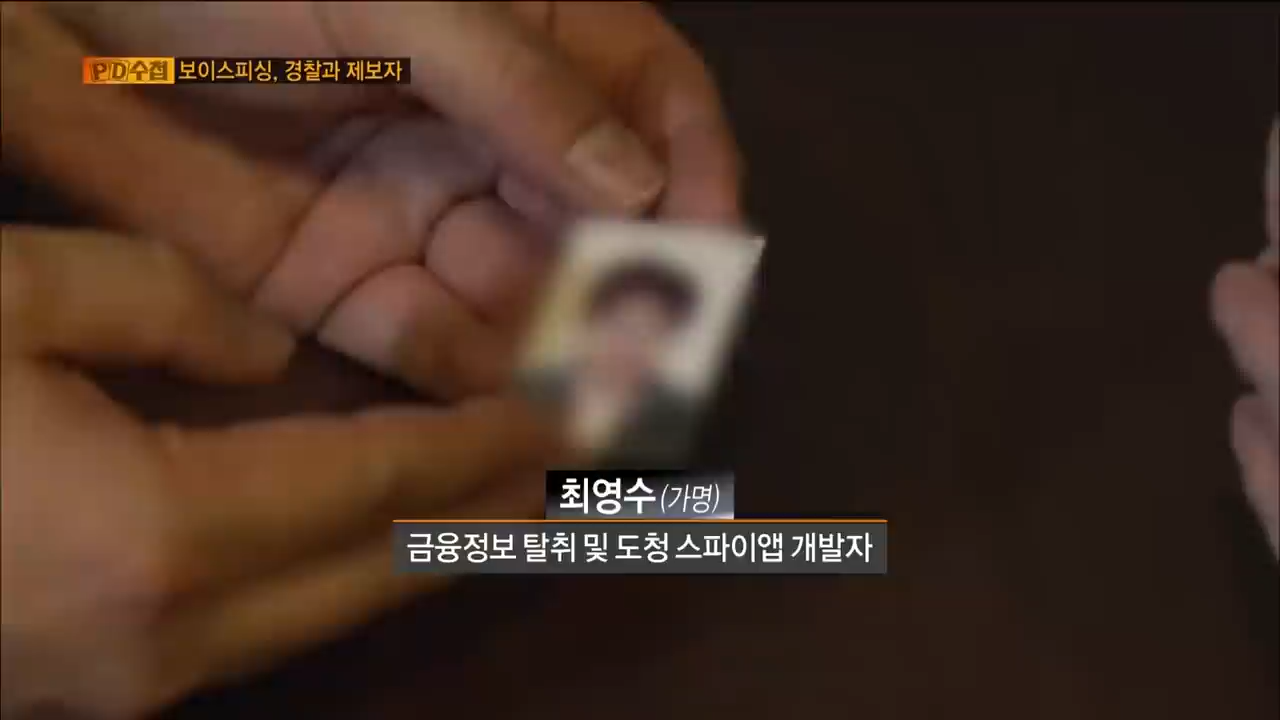 PD수첩 보이스피싱, 경찰과 제보자
최영수(가명)
금융정보 탈취 및 도청 스파이앱 개발자